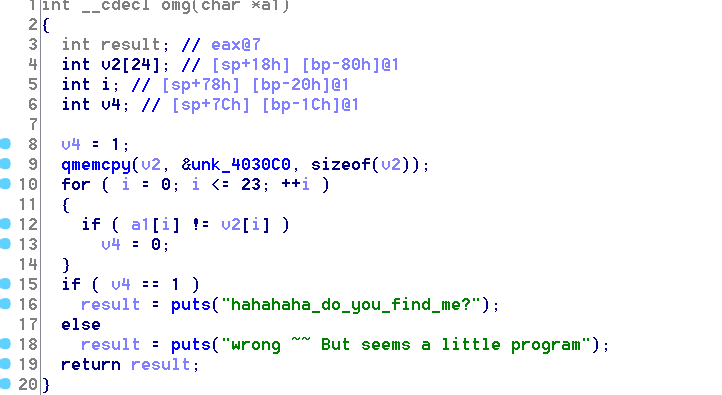 1 int __cdecl omg(char *a1)
2 {
3 int result; // eax@7
4 int v2[24]; // [sp+18h] [bp-80h]@1
5 int i; // [sp+78h] [bp-20h]@1
6 int v4; // [sp+7Ch] [bp-1Ch]@1
7
8 v4 = 1;
9 qmemcpy(v2, &unk_4030C0, sizeof(v2));
10 for ( i = 0; i <= 23; ++i )
11 {
12 if ( a1[i] != v2[i] )
13 v4 = 0;
14 }
15 if ( v4 == 1 )
16 result = puts("hahahaha_do_you_find_me?");
17 else
18 result = puts("wrong ~~ But seems a little program");
19 return result;
20 }